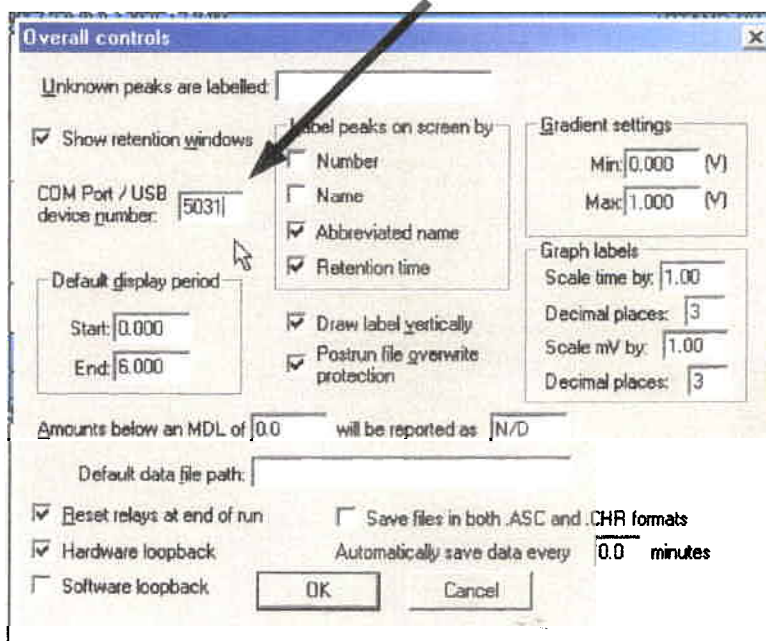 Overall controls
Unknown peaks are labelled:
Show retention windows
COM Port / USB
device number: 5031
Label peaks on screen by
Number
Name
Abbreviated name
Retention time
Gradient settings
Min: 0.000 (V)
Max: 1.000 (V)
Default display period
Start: 0.000
End: 6.000
Draw label vertically
Postrun file overwrite
protection
Graph labels
Scale time by: 1.00
Decimal places: 3
Scale mV by: 1.00
Decimal places: 3
Amounts below an MDL of 0.0 will be reported as N/D
Default data file path:
Reset relays at end of run
Save files in both .ASC and .CHR formats
Hardware loopback
Automatically save data every 0.0 minutes
Software loopback
OK
Cancel